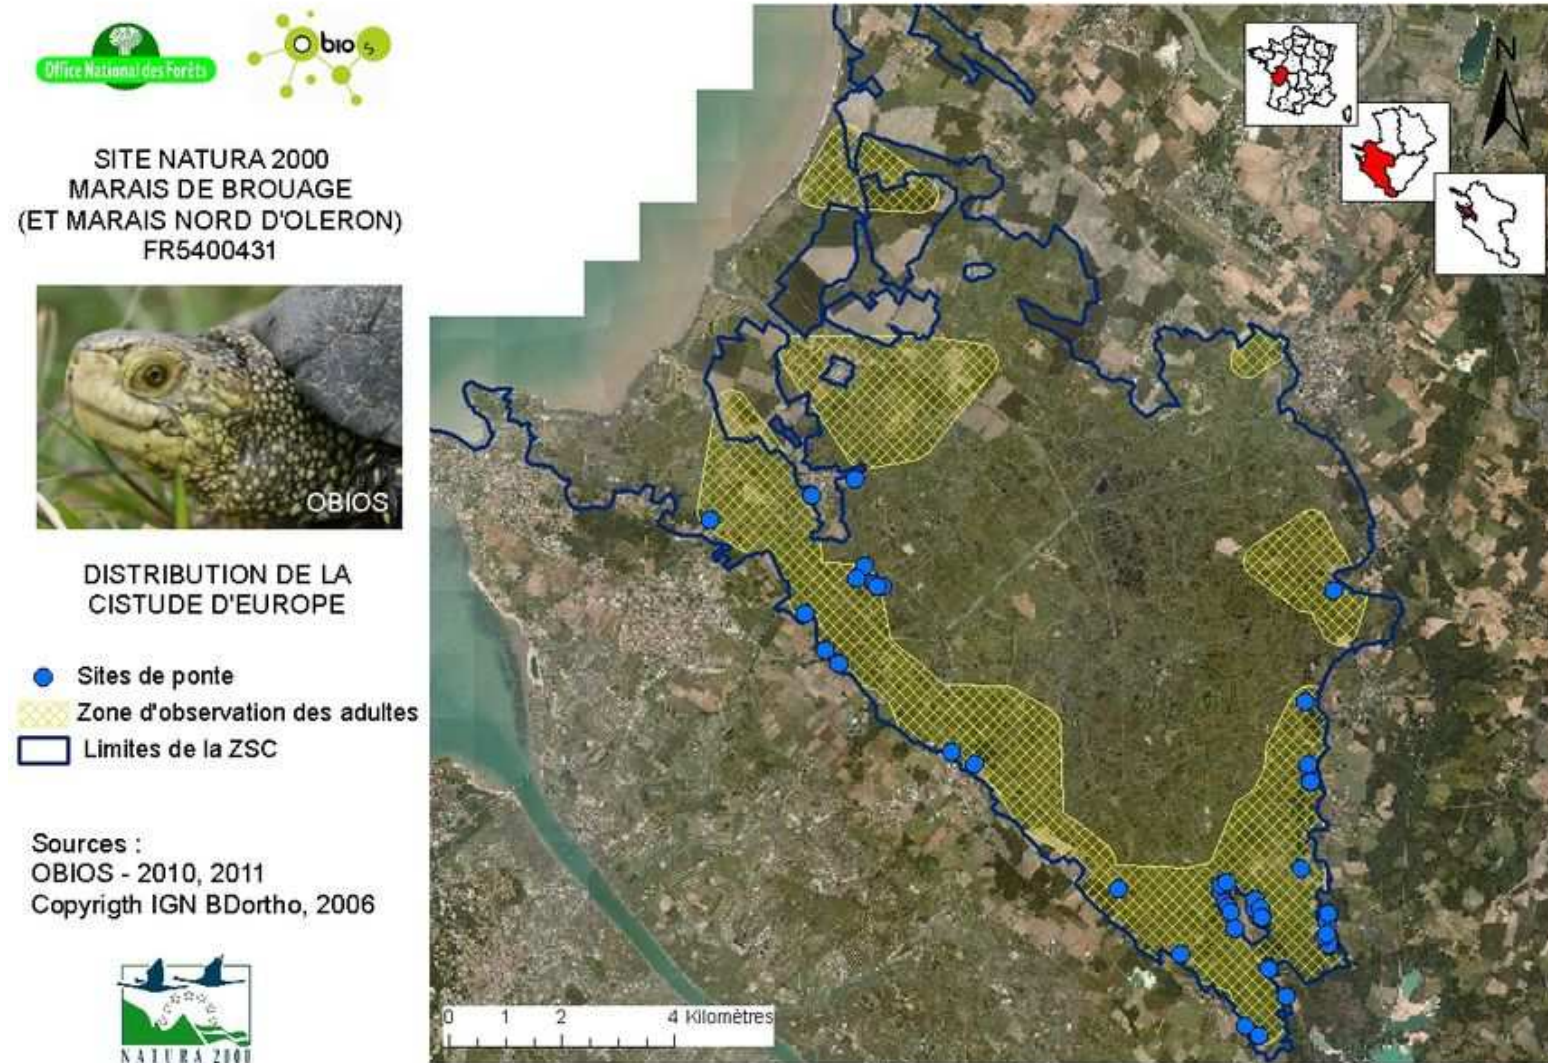 Office National des Forêts
Obios
SITE NATURA 2000
MARAIS DE BROUAGE
(ET MARAIS NORD D'OLERON)
FR5400431
OBIOS
DISTRIBUTION DE LA
CISTUDE D'EUROPE
Sites de ponte
Zone d'observation des adultes
Limites de la ZSC
Sources :
OBIOS - 2010, 2011
Copyrigth IGN BDortho, 2006
NATURA 2000
N
0 1 2 4 Kilomètres